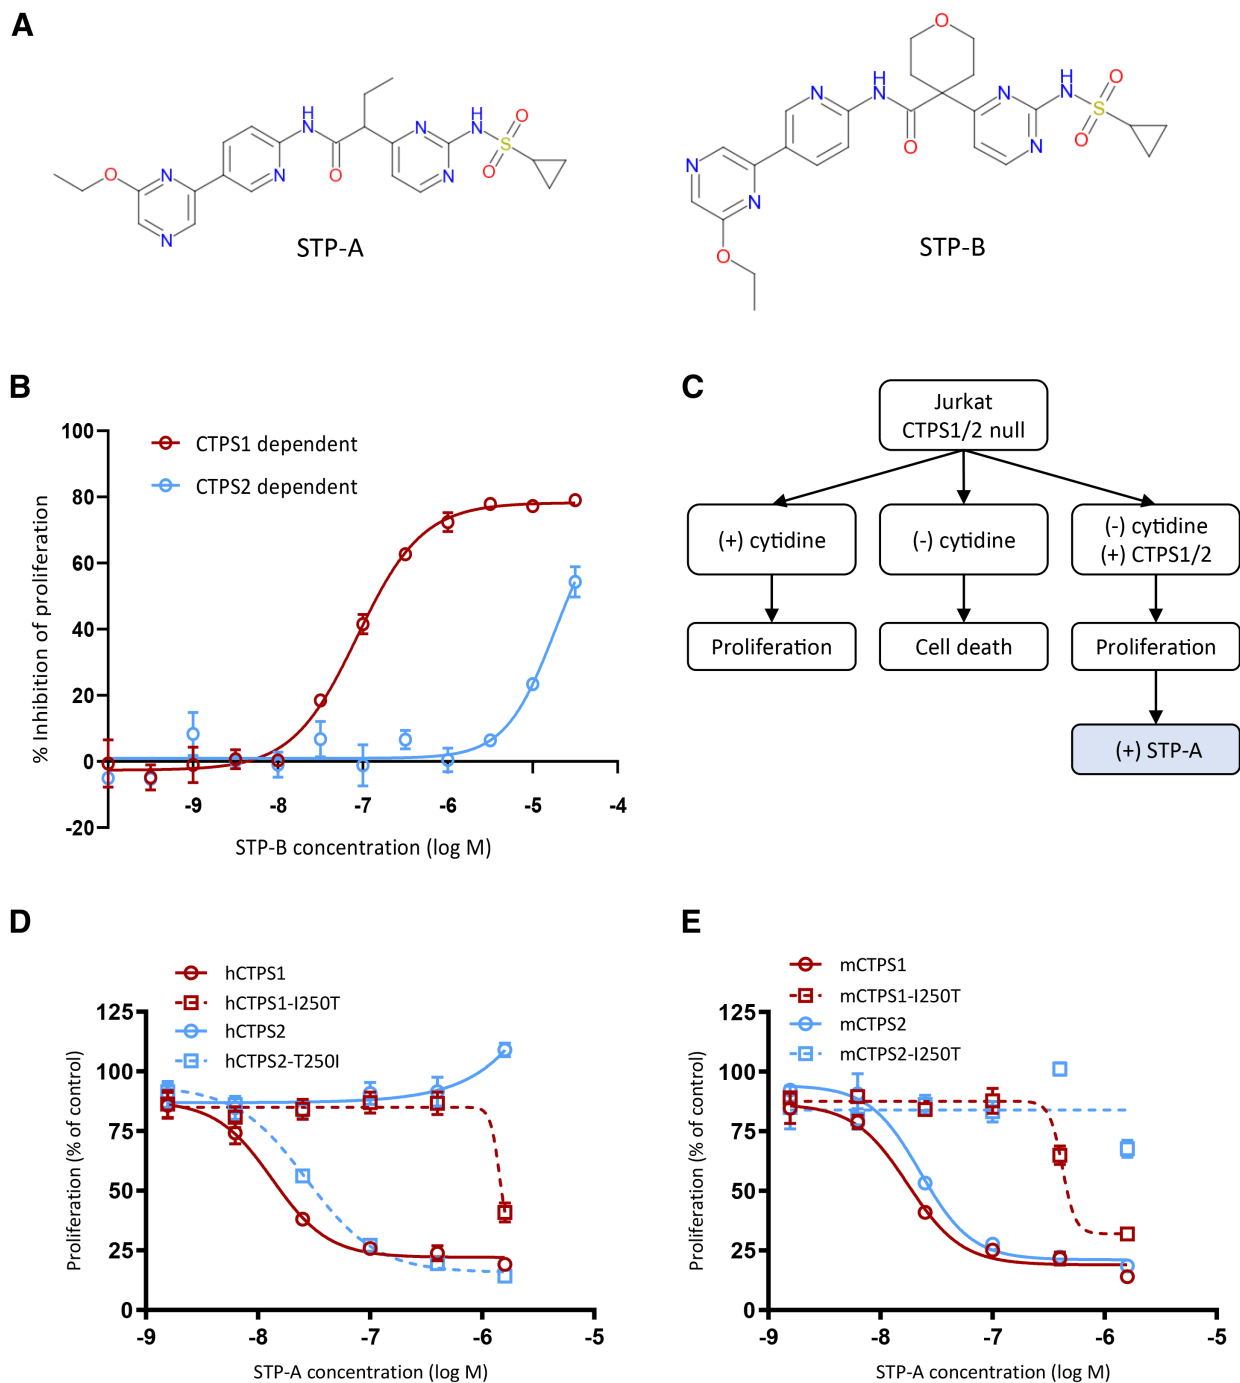 A
O
H
N
N
O
N
N
H
N
S
O
O
O
N
N
N
STP-A
O
N
H
N
O
N
N
H
N
S
O
O
N
N
O
STP-B
B
CTPS1 dependent
CTPS2 dependent
% Inhibition of proliferation
100
80
60
40
20
0
-20
-9
-8
-7
-6
-5
-4
STP-B concentration (log M)
C
Jurkat
CTPS1/2 null
(+) cytidine
(-) cytidine
(-) cytidine
(+) CTPS1/2
Proliferation
Cell death
Proliferation
(+) STP-A
D
hCTPS1
hCTPS1-I250T
hCTPS2
hCTPS2-T250I
Proliferation (% of control)
125
100
75
50
25
0
-9
-8
-7
-6
-5
STP-A concentration (log M)
E
mCTPS1
mCTPS1-I250T
mCTPS2
mCTPS2-I250T
Proliferation (% of control)
125
100
75
50
25
0
-9
-8
-7
-6
-5
STP-A concentration (log M)